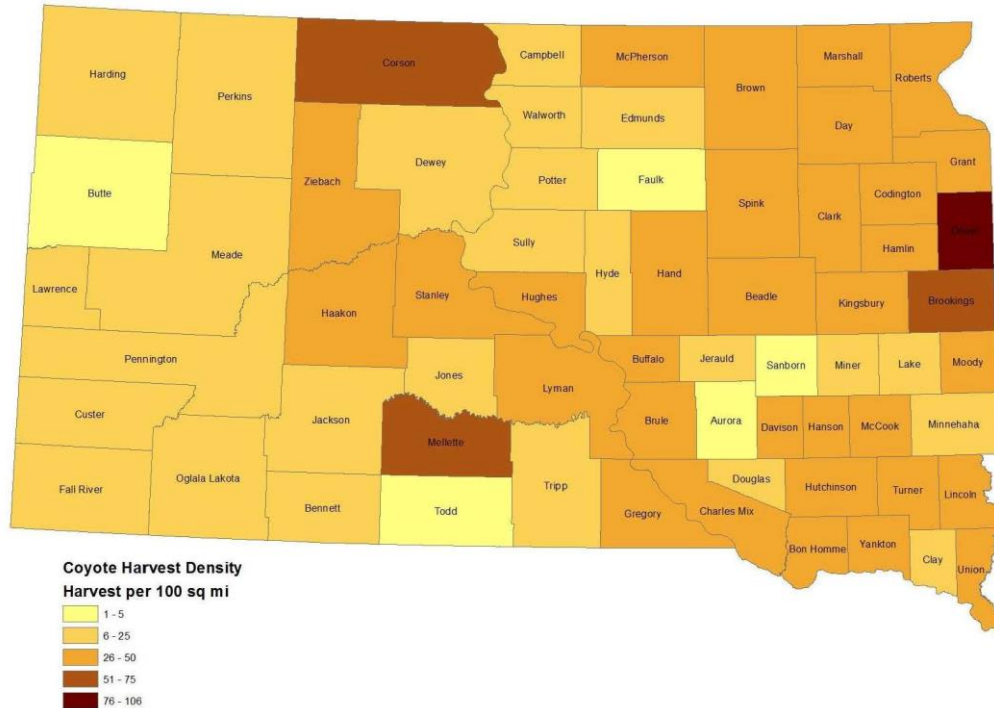 Harding
Perkins
Corson
Campbell
McPherson
Brown
Marshall
Roberts
Walworth
Edmunds
Day
Dewey
Ziebach
Butte
Potter
Faulk
Grant
Codington
Spink
Clark
Deuel
Meade
Sully
Hyde
Hand
Hamlin
Lawrence
Haakon
Stanley
Hughes
Beadle
Kingsbury
Brookings
Pennington
Jones
Lyman
Buffalo
Jerauld
Sanborn
Miner
Lake
Moody
Custer
Jackson
Mellette
Brule
Aurora
Davison
Hanson
McCook
Minnehaha
Fall River
Oglala Lakota
Bennett
Todd
Tripp
Gregory
Douglas
Charles Mix
Hutchinson
Turner
Lincoln
Bon Homme
Yankton
Clay
Union
Coyote Harvest Density
Harvest per 100 sq mi
1 - 5
6 - 25
26 - 50
51 - 75
76 - 106